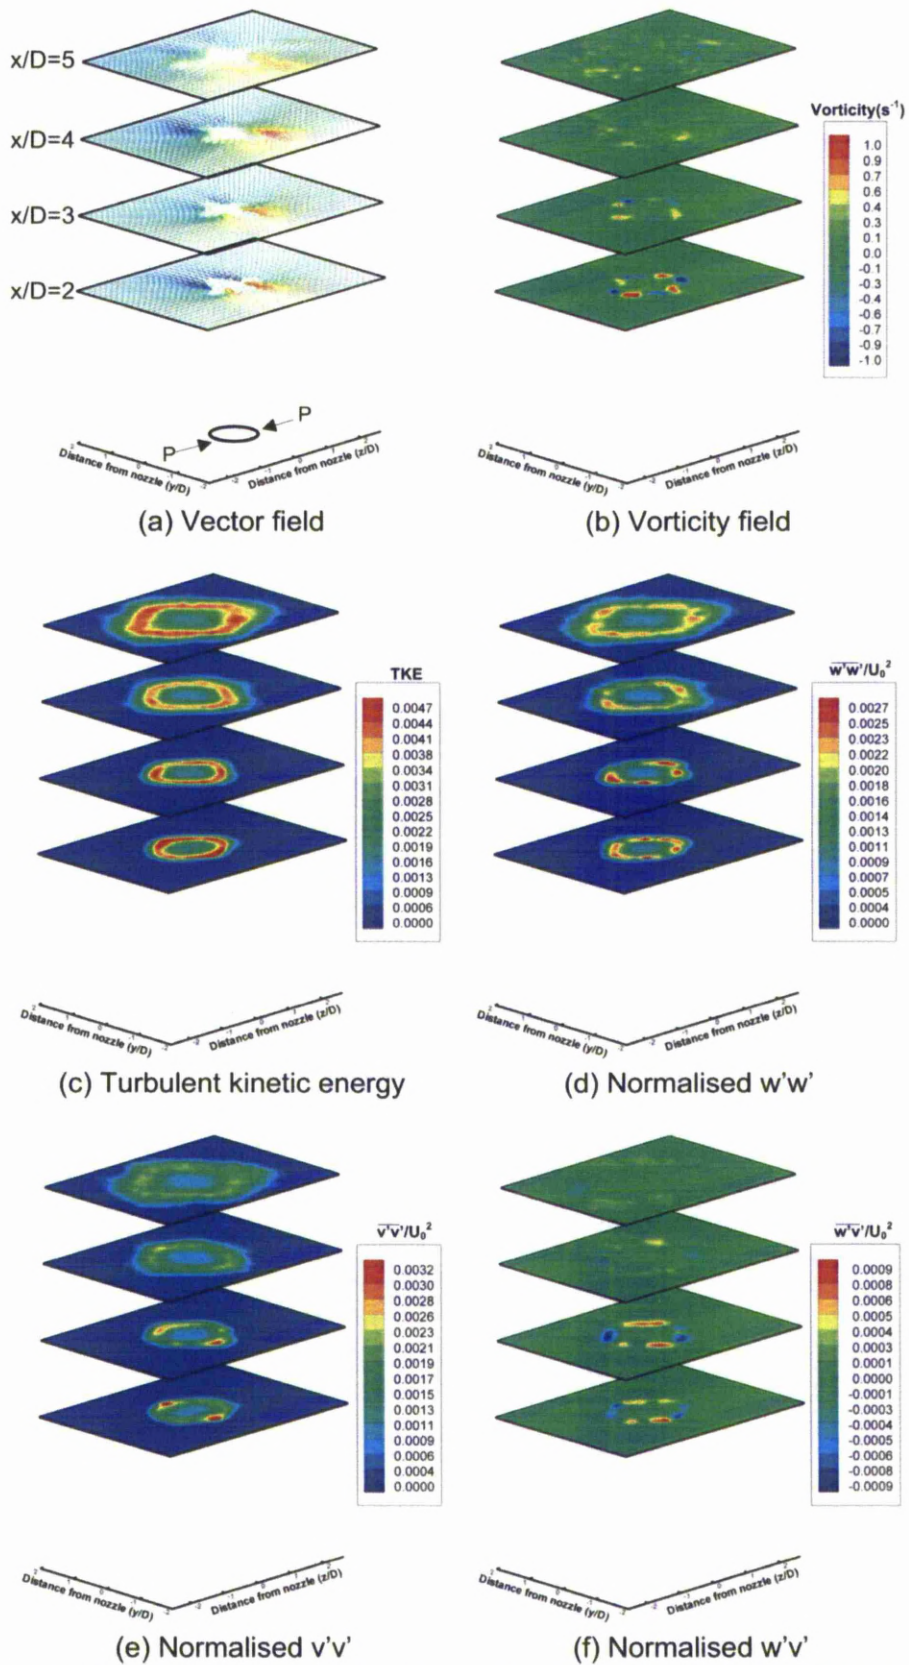 x/D=5
x/D=4
x/D=3
x/D=2
P
P
Distance from nozzle (y/D)
Distance from nozzle (z/D)
(a) Vector field
Vorticity(s⁻¹)
1.0
0.9
0.7
0.6
0.4
0.3
0.1
0.0
-0.1
-0.3
-0.4
-0.6
-0.7
-0.9
-1 0
Distance from nozzle (y/D)
Distance from nozzle (z/D)
(b) Vorticity field
TKE
0.0047
0.0044
0.0041
0.0038
0.0034
0.0031
0.0028
0.0025
0.0022
0.0019
0.0016
0.0013
0.0009
0.0006
0.0000
Distance from nozzle (y/D)
Distance from nozzle (z/D)
(c) Turbulent kinetic energy
w'w'/U₀²
0.0027
0.0025
0.0023
0.0022
0.0020
0.0018
0.0016
0.0014
0.0013
0.0011
0.0009
0.0007
0.0005
0.0004
0.0000
Distance from nozzle (y/D)
Distance from nozzle (z/D)
(d) Normalised w'w'
v'v'/U₀²
0.0032
0.0030
0.0028
0.0026
0.0023
0.0021
0.0019
0.0017
0.0015
0.0013
0.0011
0.0009
0.0006
0.0004
0.0000
Distance from nozzle (y/D)
Distance from nozzle (z/D)
(e) Normalised v'v'
w'v'/U₀²
0.0009
0.0008
0.0006
0.0005
0.0004
0.0003
0.0001
0.0000
-0.0001
-0.0003
-0.0004
-0.0005
-0.0006
-0.0008
-0.0009
Distance from nozzle (y/D)
Distance from nozzle (z/D)
(f) Normalised w'v'